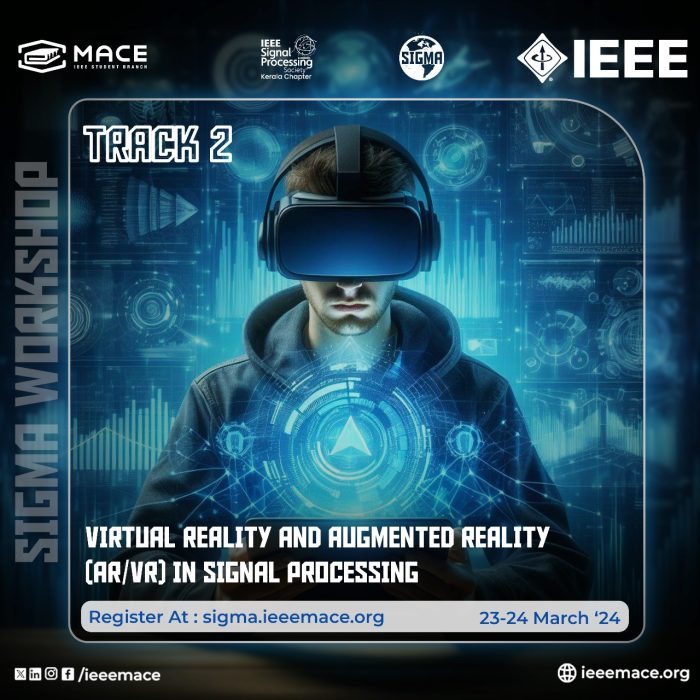 MACE
IEEE STUDENT BRANCH
IEEE
Signal
Processing
Society
Kerala Chapter
SIGMA
IEEE
TRACK 2
SIGMA WORKSHOP
VIRTUAL REALITY AND AUGMENTED REALITY
(AR/VR) IN SIGNAL PROCESSING
Register At : sigma.ieeemace.org
23-24 March ‘24
/ieeemace
ieeemace.org